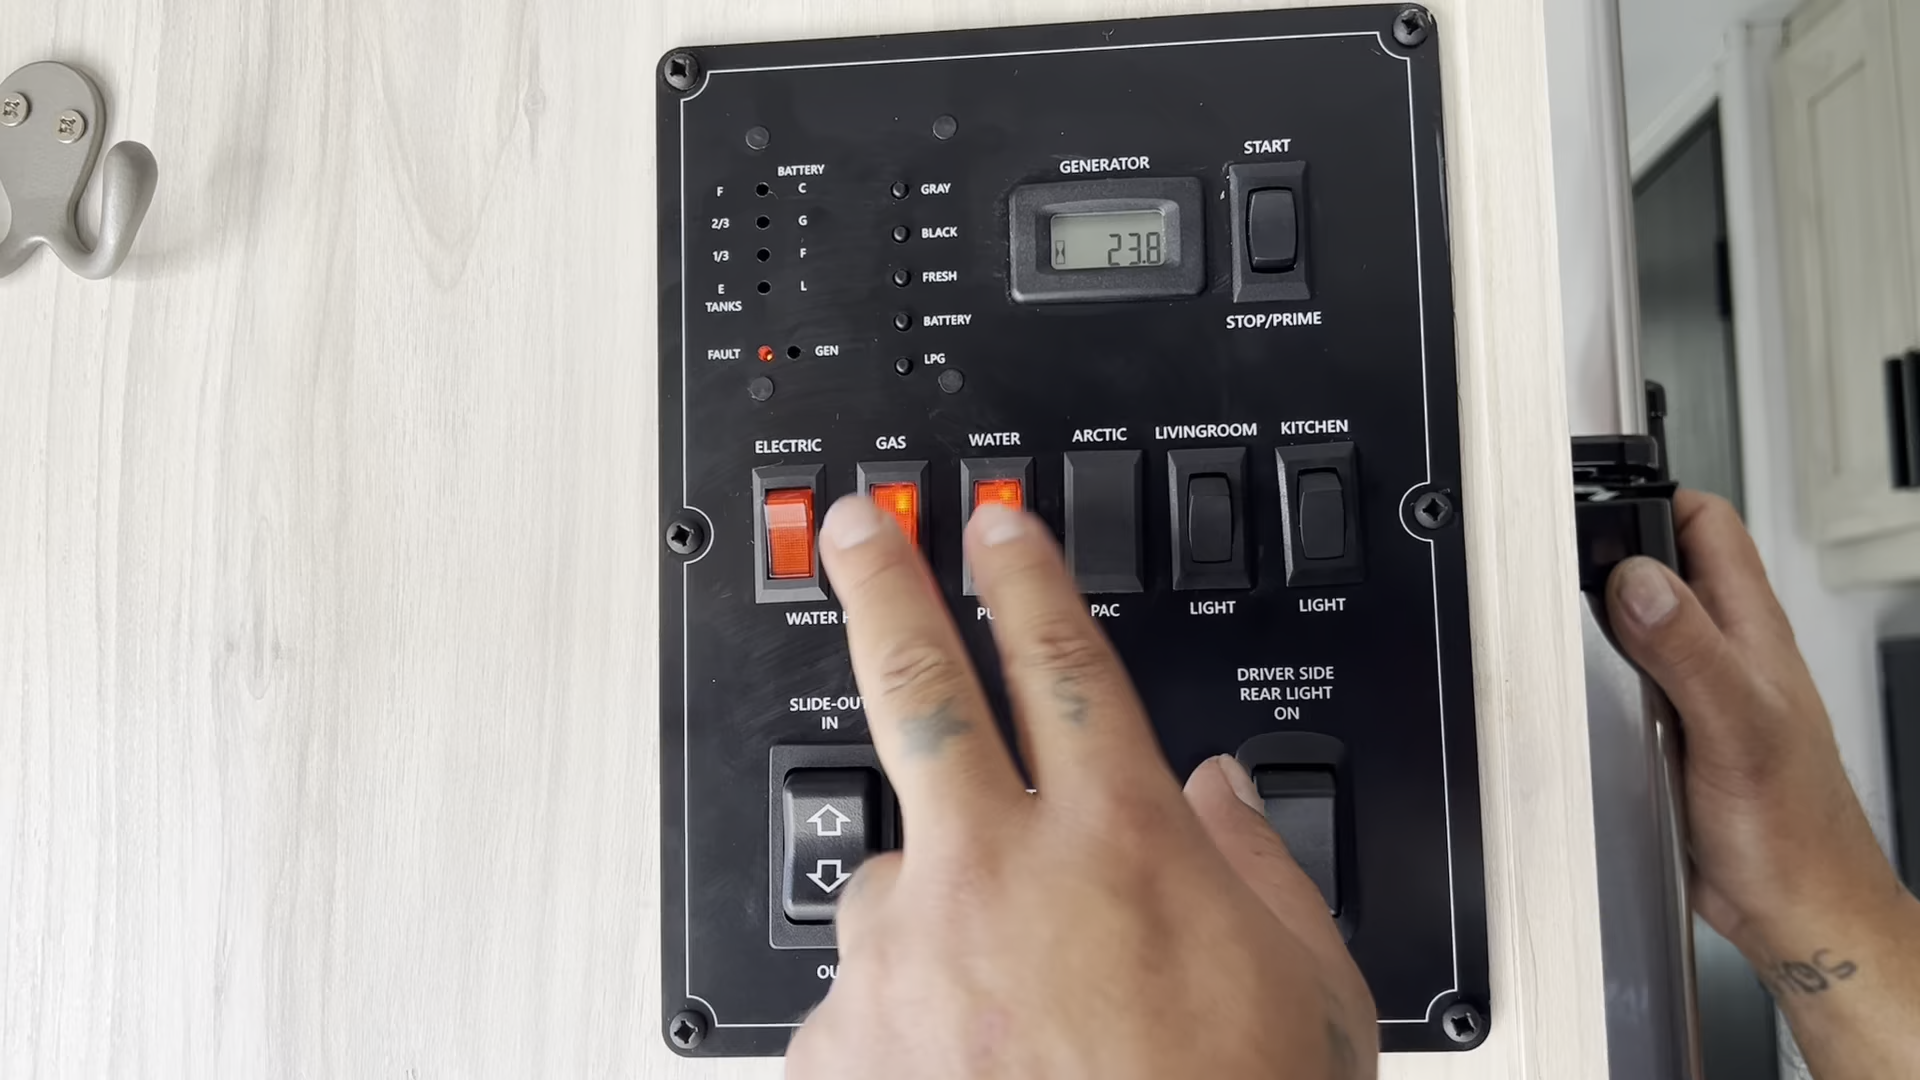 BATTERY
F C
2/3 G
1/3 F
E L
TANKS
FAULT GEN
GRAY
BLACK
FRESH
BATTERY
LPG
GENERATOR
23.8
START
STOP/PRIME
ELECTRIC
GAS
WATER
ARCTIC
LIVINGROOM
KITCHEN
WATER
PAC
LIGHT
LIGHT
SLIDE-OUT
IN
DRIVER SIDE
REAR LIGHT
ON